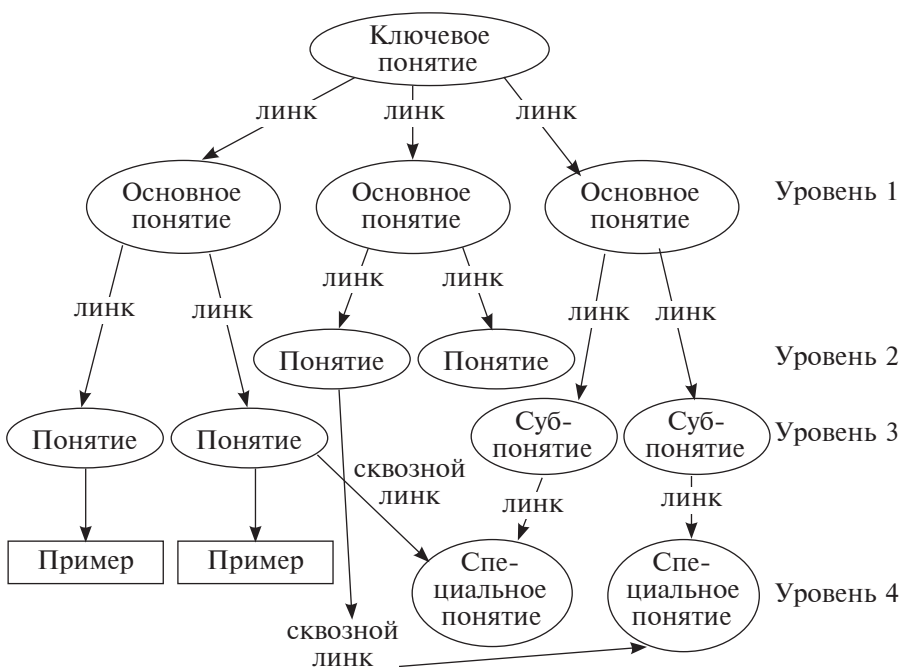 Ключевое
понятие
линк
линк
линк
Основное
понятие
Основное
понятие
Основное
понятие
Уровень 1
линк
линк
линк
линк
линк
линк
Понятие
Понятие
Уровень 2
Понятие
Понятие
Суб-
понятие
Суб-
понятие
Уровень 3
сквозной
линк
линк
линк
Пример
Пример
Спе-
циальное
понятие
Спе-
циальное
понятие
Уровень 4
сквозной
линк